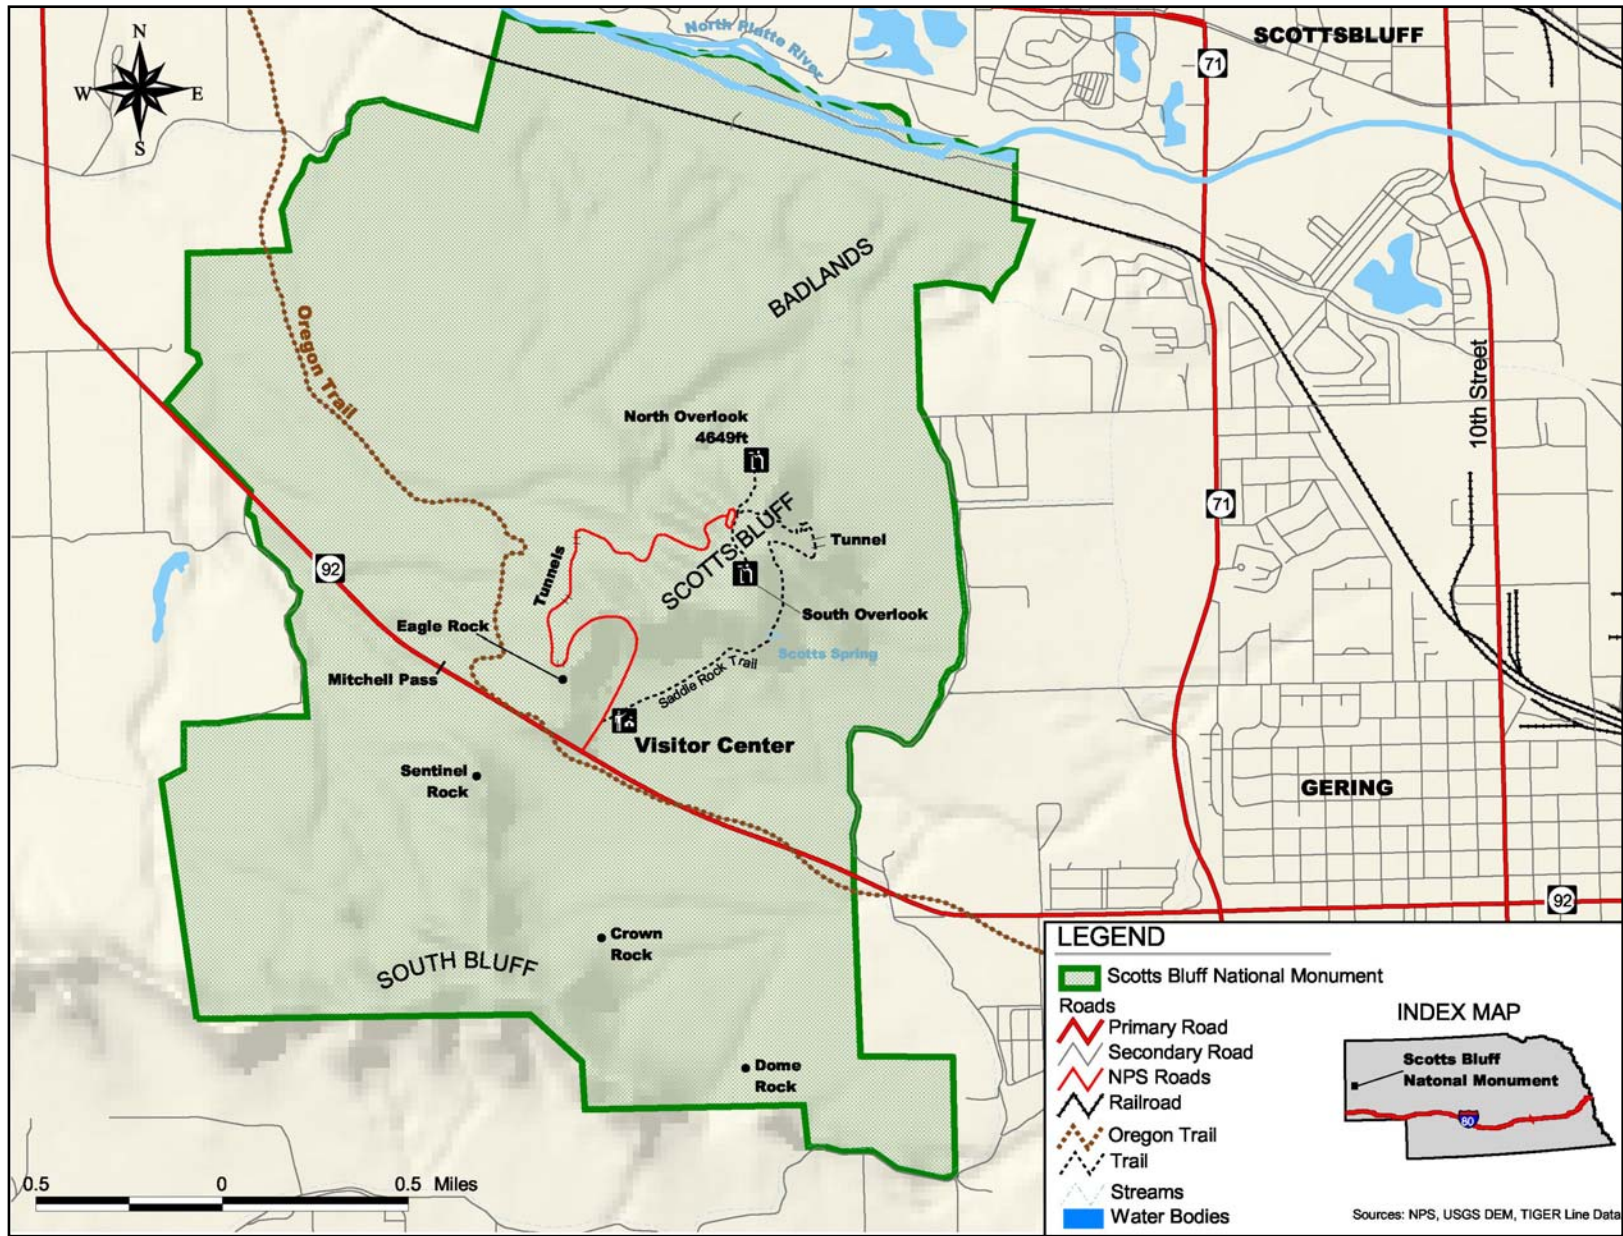 N
W
E
S
North Platte River
SCOTTSBLUFF
71
BADLANDS
Oregon Trail
10th Street
North Overlook
4649ft
SCOTTS BLUFF
71
Tunnel
Tunnels
92
South Overlook
Eagle Rock
Scotts Spring
Mitchell Pass
Saddle Rock Trail
Visitor Center
Sentinel
Rock
GERING
92
Crown
Rock
SOUTH BLUFF
Dome
Rock
LEGEND
Scotts Bluff National Monument
Roads
Primary Road
Secondary Road
NPS Roads
Railroad
Oregon Trail
Trail
Streams
Water Bodies
INDEX MAP
Scotts Bluff
Natonal Monument
80
Sources: NPS, USGS DEM, TIGER Line Data
0.5 0 0.5 Miles